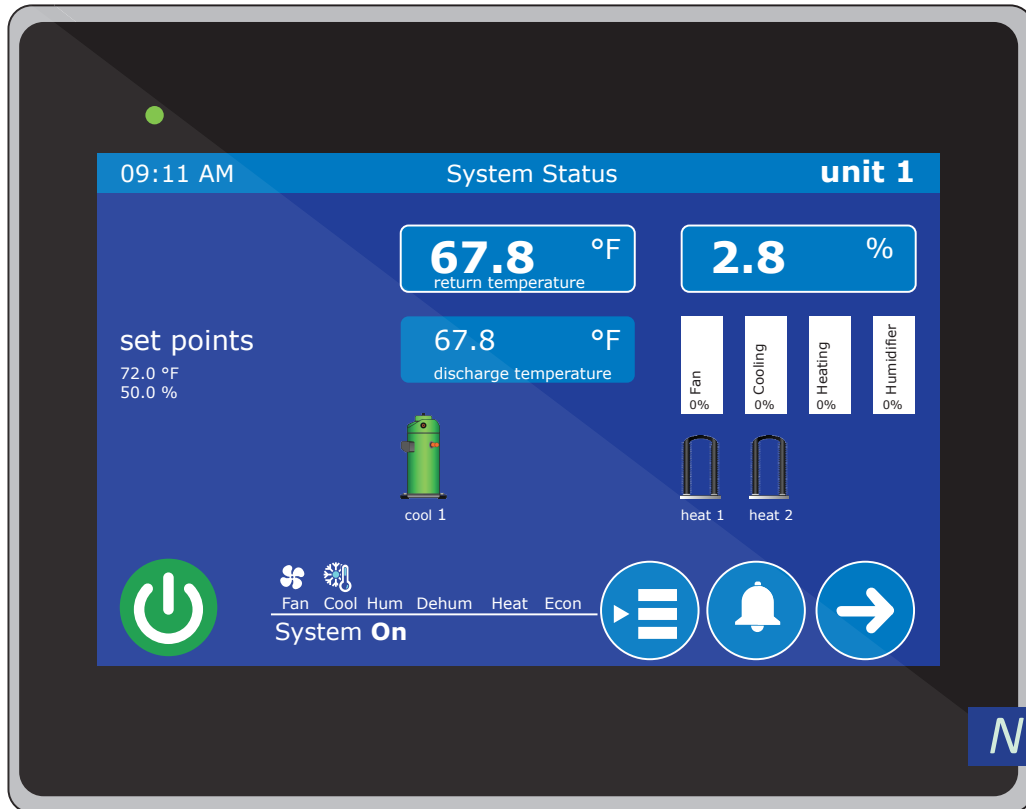 09:11 AM System Status unit 1
67.8 °F
return temperature
2.8 %
set points
72.0 °F
50.0 %
67.8 °F
discharge temperature
Fan
0%
Cooling
0%
Heating
0%
Humidifier
0%
cool 1
heat 1
heat 2
Fan Cool Hum Dehum Heat Econ
System On
N